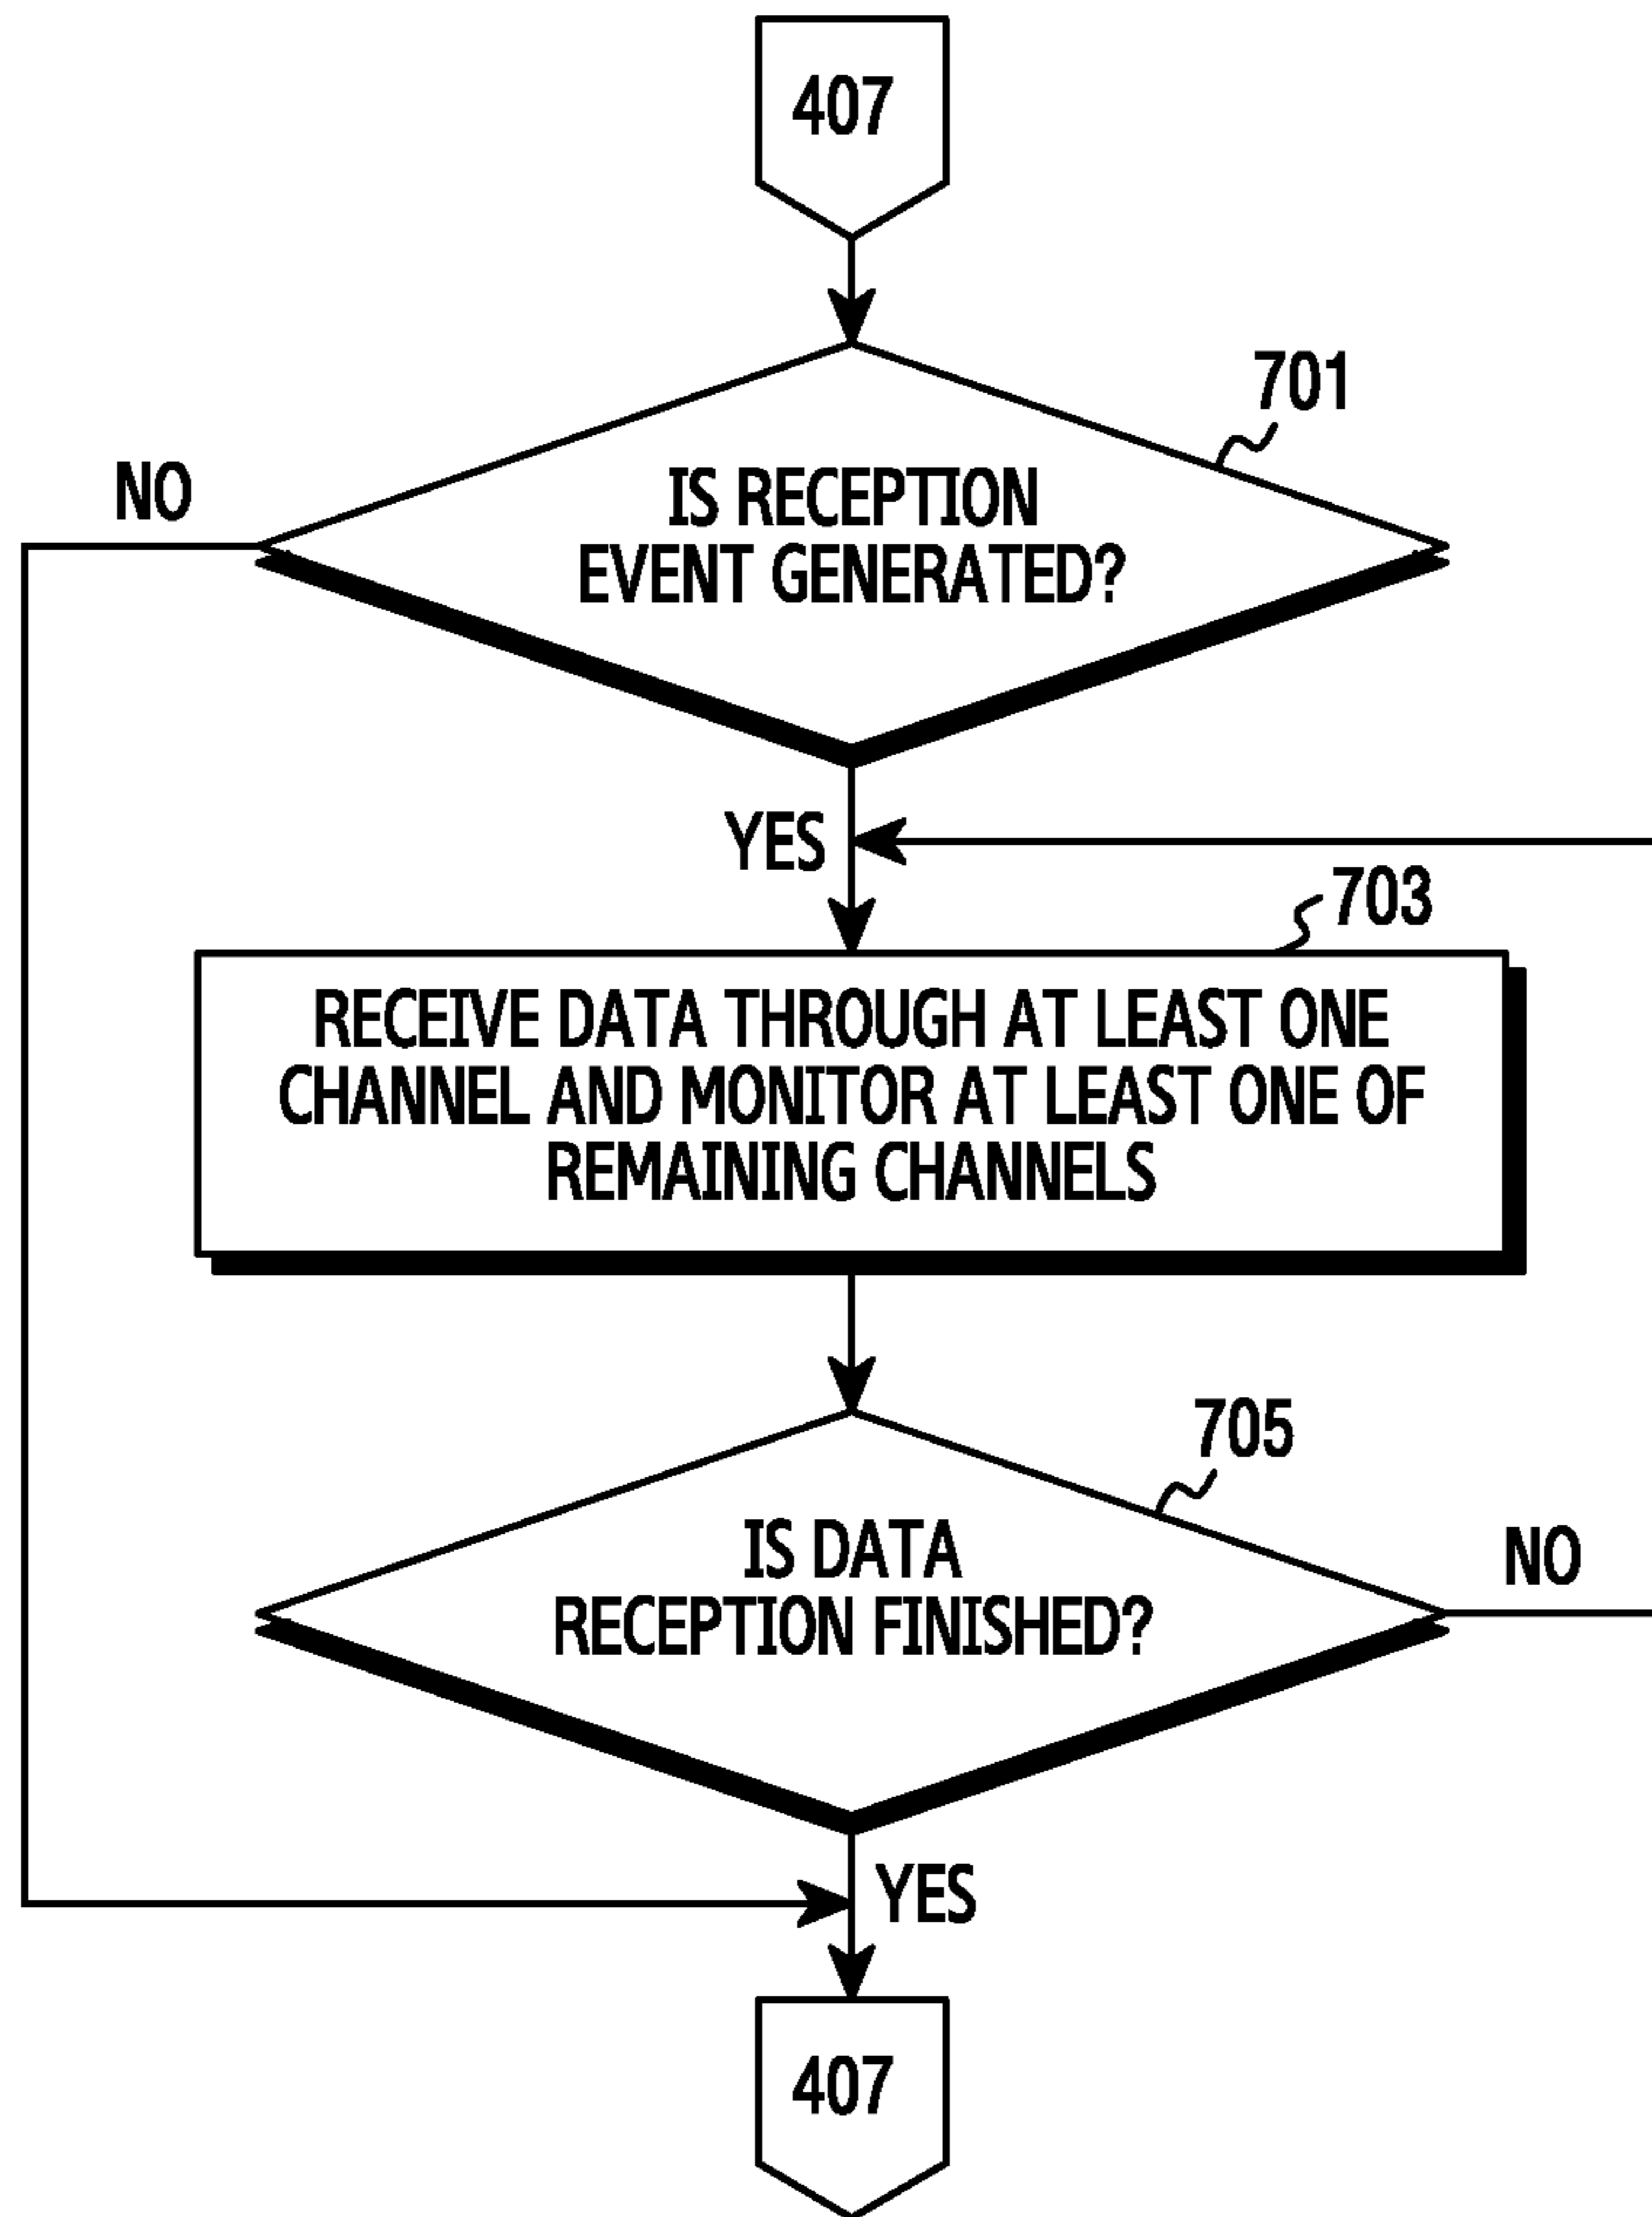 407
701
NO
IS RECEPTION
EVENT GENERATED?
YES
703
RECEIVE DATA THROUGH AT LEAST ONE
CHANNEL AND MONITOR AT LEAST ONE OF
REMAINING CHANNELS
705
IS DATA
RECEPTION FINISHED?
NO
YES
407